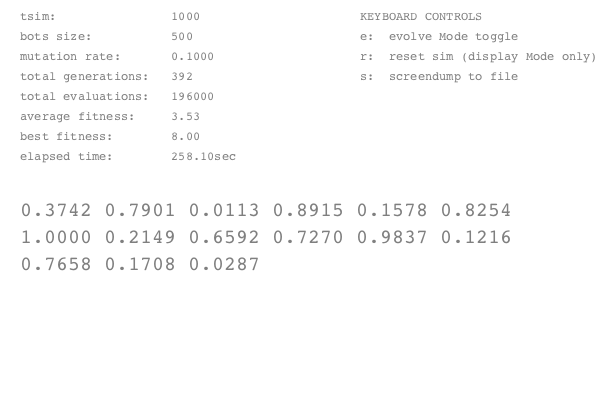 tsim: 1000 KEYBOARD CONTROLS
bots size: 500 e: evolve Mode toggle
mutation rate: 0.1000 r: reset sim (display Mode only)
total generations: 392 s: screendump to file
total evaluations: 196000
average fitness: 3.53
best fitness: 8.00
elapsed time: 258.10sec
0.3742 0.7901 0.0113 0.8915 0.1578 0.8254
1.0000 0.2149 0.6592 0.7270 0.9837 0.1216
0.7658 0.1708 0.0287